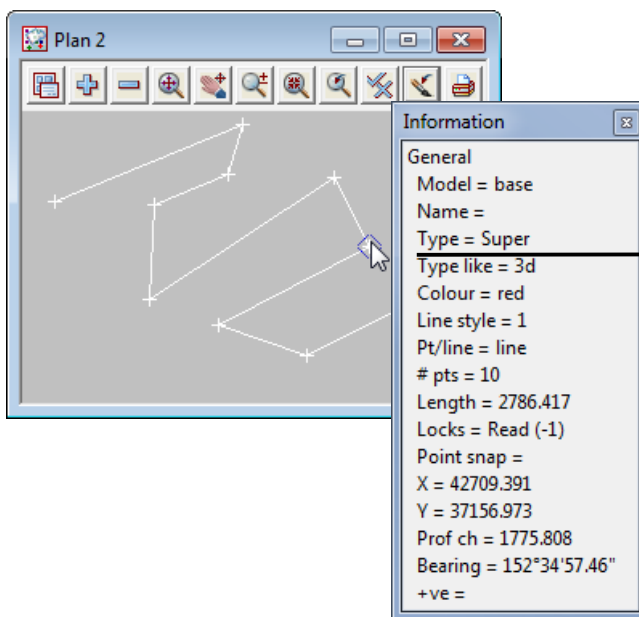 Plan 2
Information
General
Model = base
Name =
Type = Super
Type like = 3d
Colour = red
Line style = 1
Pt/line = line
# pts = 10
Length = 2786.417
Locks = Read (-1)
Point snap =
X = 42709.391
Y = 37156.973
Prof ch = 1775.808
Bearing = 152°34'57.46"
+ve =